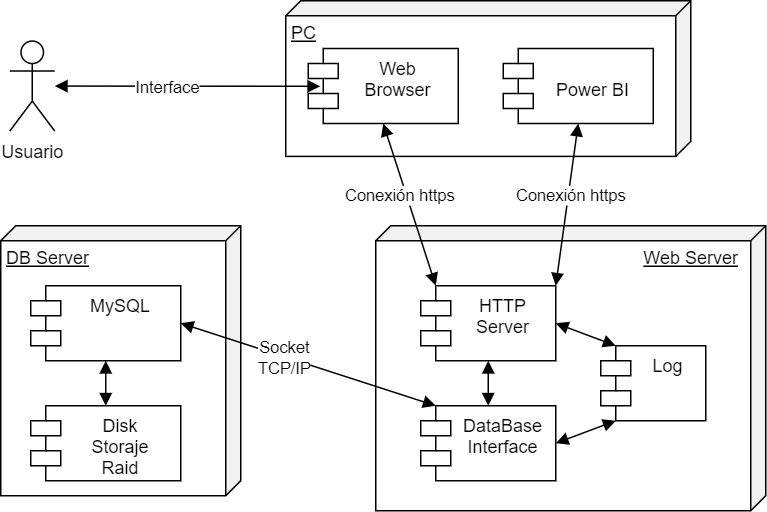 PC
Web
Browser
Power BI
Interface
Usuario
Conexión https
Conexión https
DB Server
Web Server
MySQL
HTTP
Server
Socket
TCP/IP
Log
Disk
Storaje
Raid
DataBase
Interface